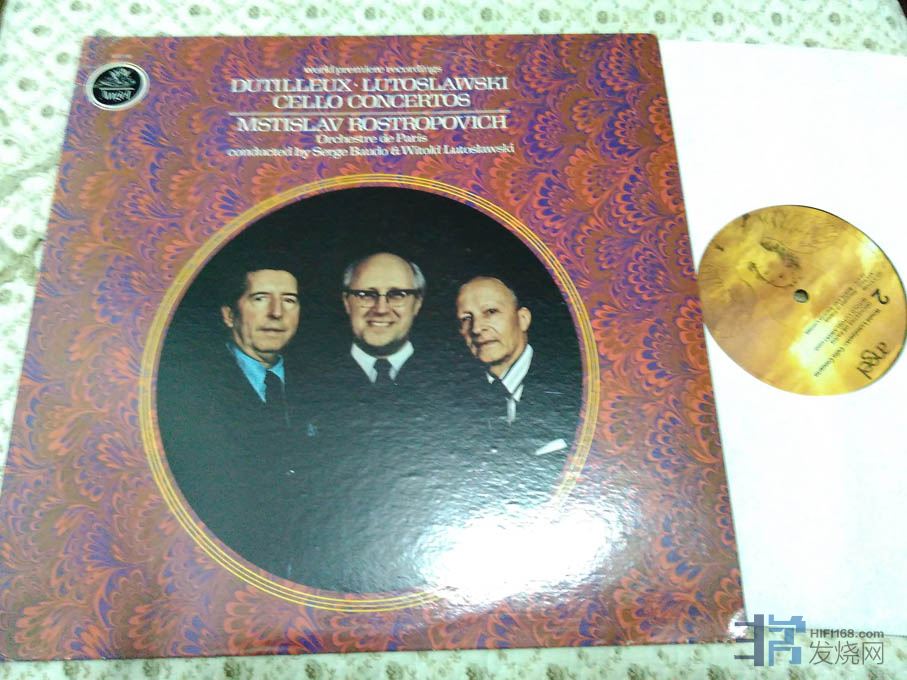 world premiere recordings
DUTILLEUX · LUTOSLAWSKI
CELLO CONCERTOS
MSTISLAV ROSTROPOVICH
Orchestre de Paris
conducted by Serge Baudo & Witold Lutoslawski
Angel
2
HIFI168.com
发烧网